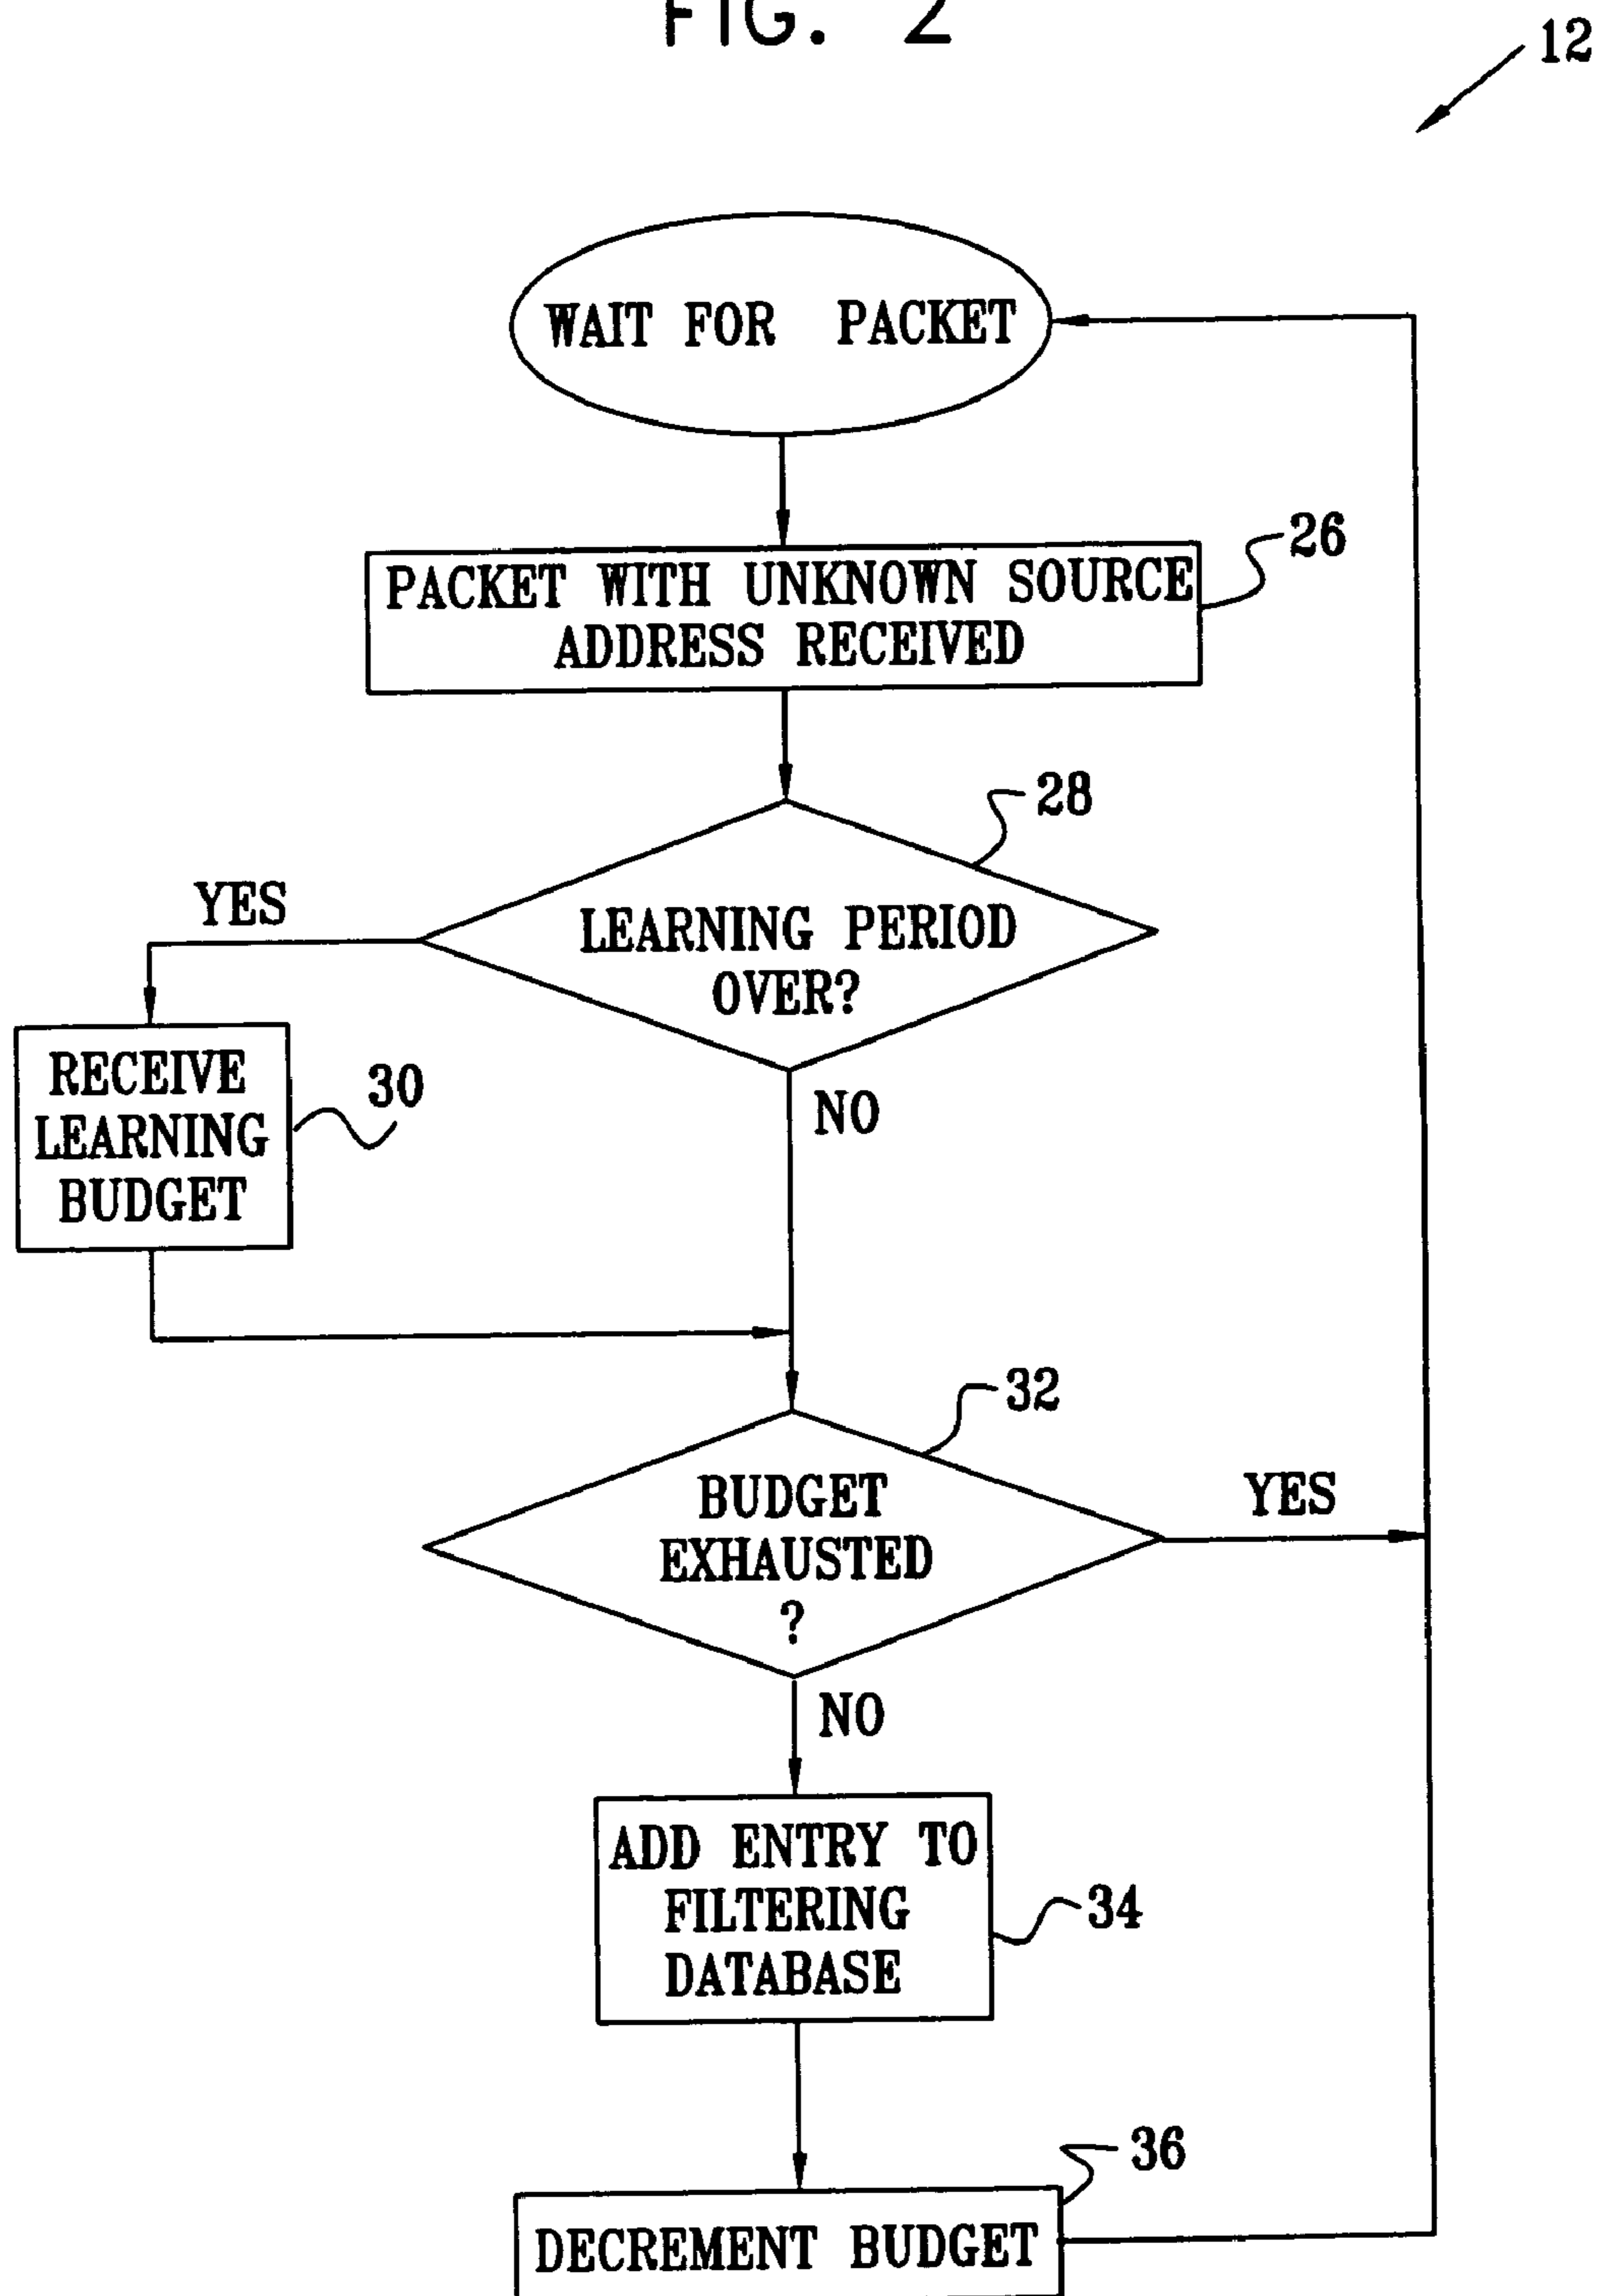 FIG. 2
12
WAIT FOR PACKET
26
PACKET WITH UNKNOWN SOURCE
ADDRESS RECEIVED
28
YES
LEARNING PERIOD
OVER?
RECEIVE
LEARNING
BUDGET
30
NO
32
BUDGET
EXHAUSTED
?
YES
NO
ADD ENTRY TO
FILTERING
DATABASE
34
36
DECREMENT BUDGET